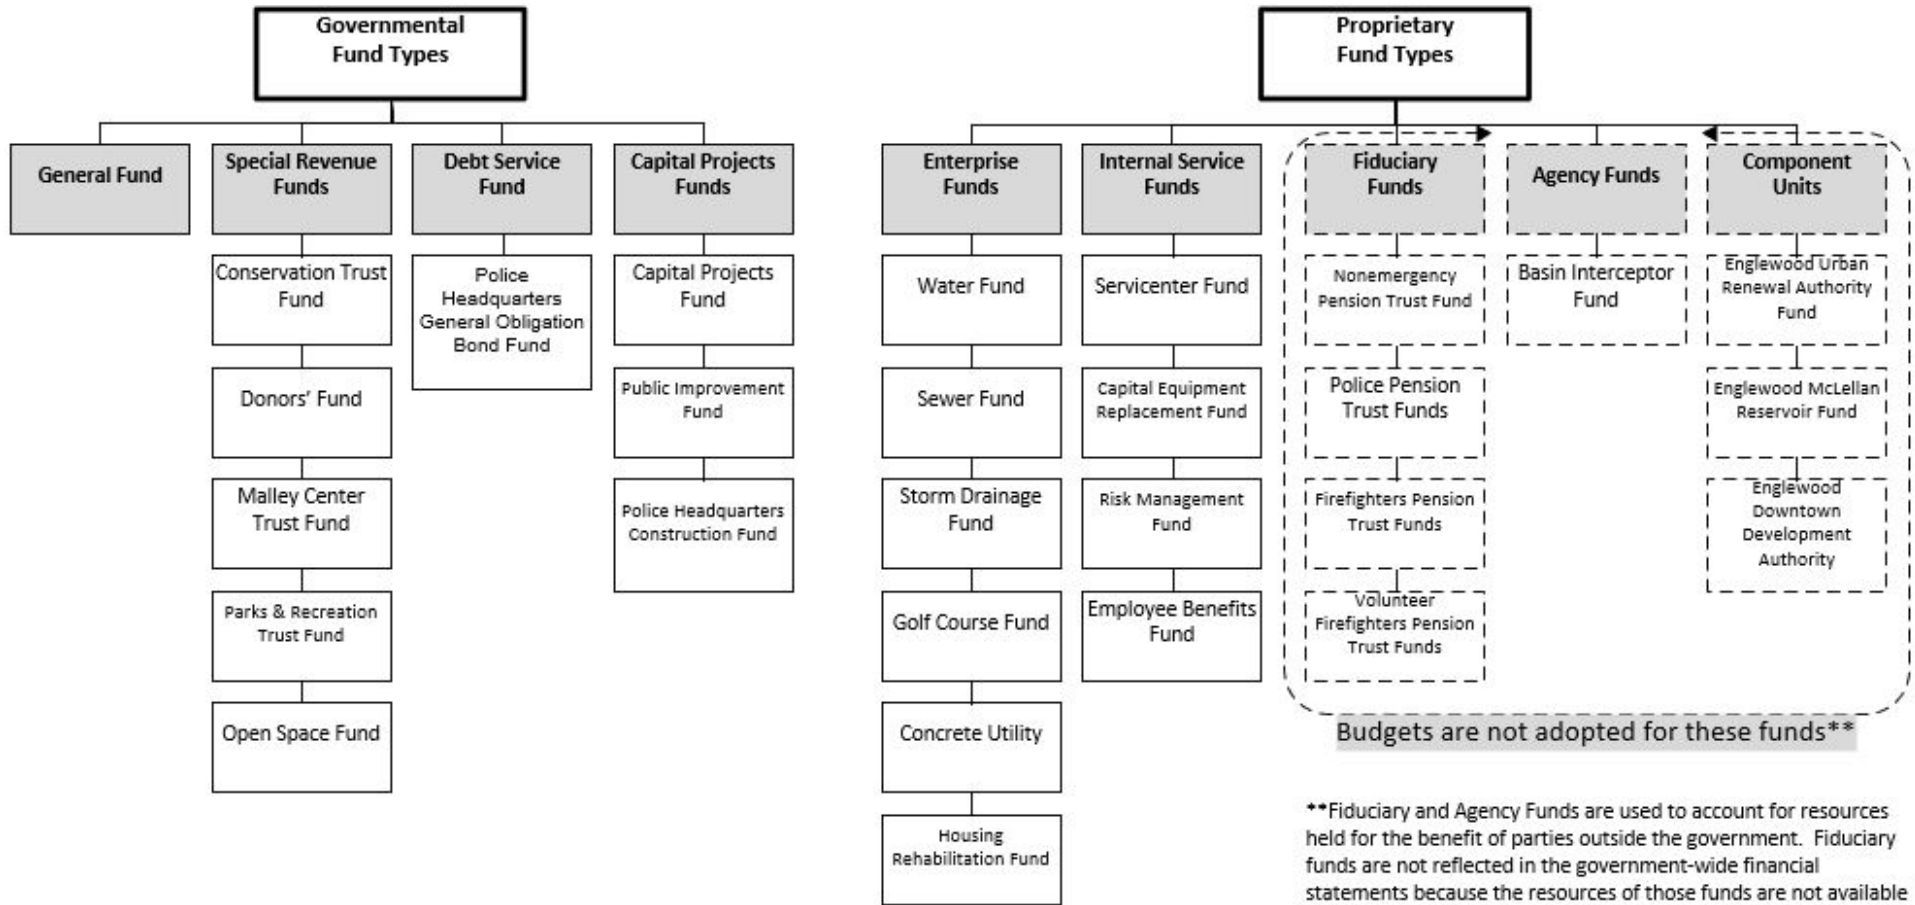 Governmental
Fund Types
General Fund
Special Revenue
Funds
Conservation Trust
Fund
Donors’ Fund
Malley Center
Trust Fund
Parks & Recreation
Trust Fund
Open Space Fund
Debt Service
Fund
Police
Headquarters
General Obligation
Bond Fund
Capital Projects
Funds
Capital Projects
Fund
Public Improvement
Fund
Police Headquarters
Construction Fund
Proprietary
Fund Types
Enterprise
Funds
Water Fund
Sewer Fund
Storm Drainage
Fund
Golf Course Fund
Concrete Utility
Housing
Rehabilitation Fund
Internal Service
Funds
Servicenter Fund
Capital Equipment
Replacement Fund
Risk Management
Fund
Employee Benefits
Fund
Fiduciary
Funds
Nonemergency
Pension Trust Fund
Police Pension
Trust Funds
Firefighters Pension
Trust Funds
Volunteer
Firefighters Pension
Trust Funds
Agency Funds
Basin Interceptor
Fund
Component
Units
Englewood Urban
Renewal Authority
Fund
Englewood McLellan
Reservoir Fund
Englewood
Downtown
Development
Authority
Budgets are not adopted for these funds**
**Fiduciary and Agency Funds are used to account for resources
held for the benefit of parties outside the government. Fiduciary
funds are not reflected in the government-wide financial
statements because the resources of those funds are not available